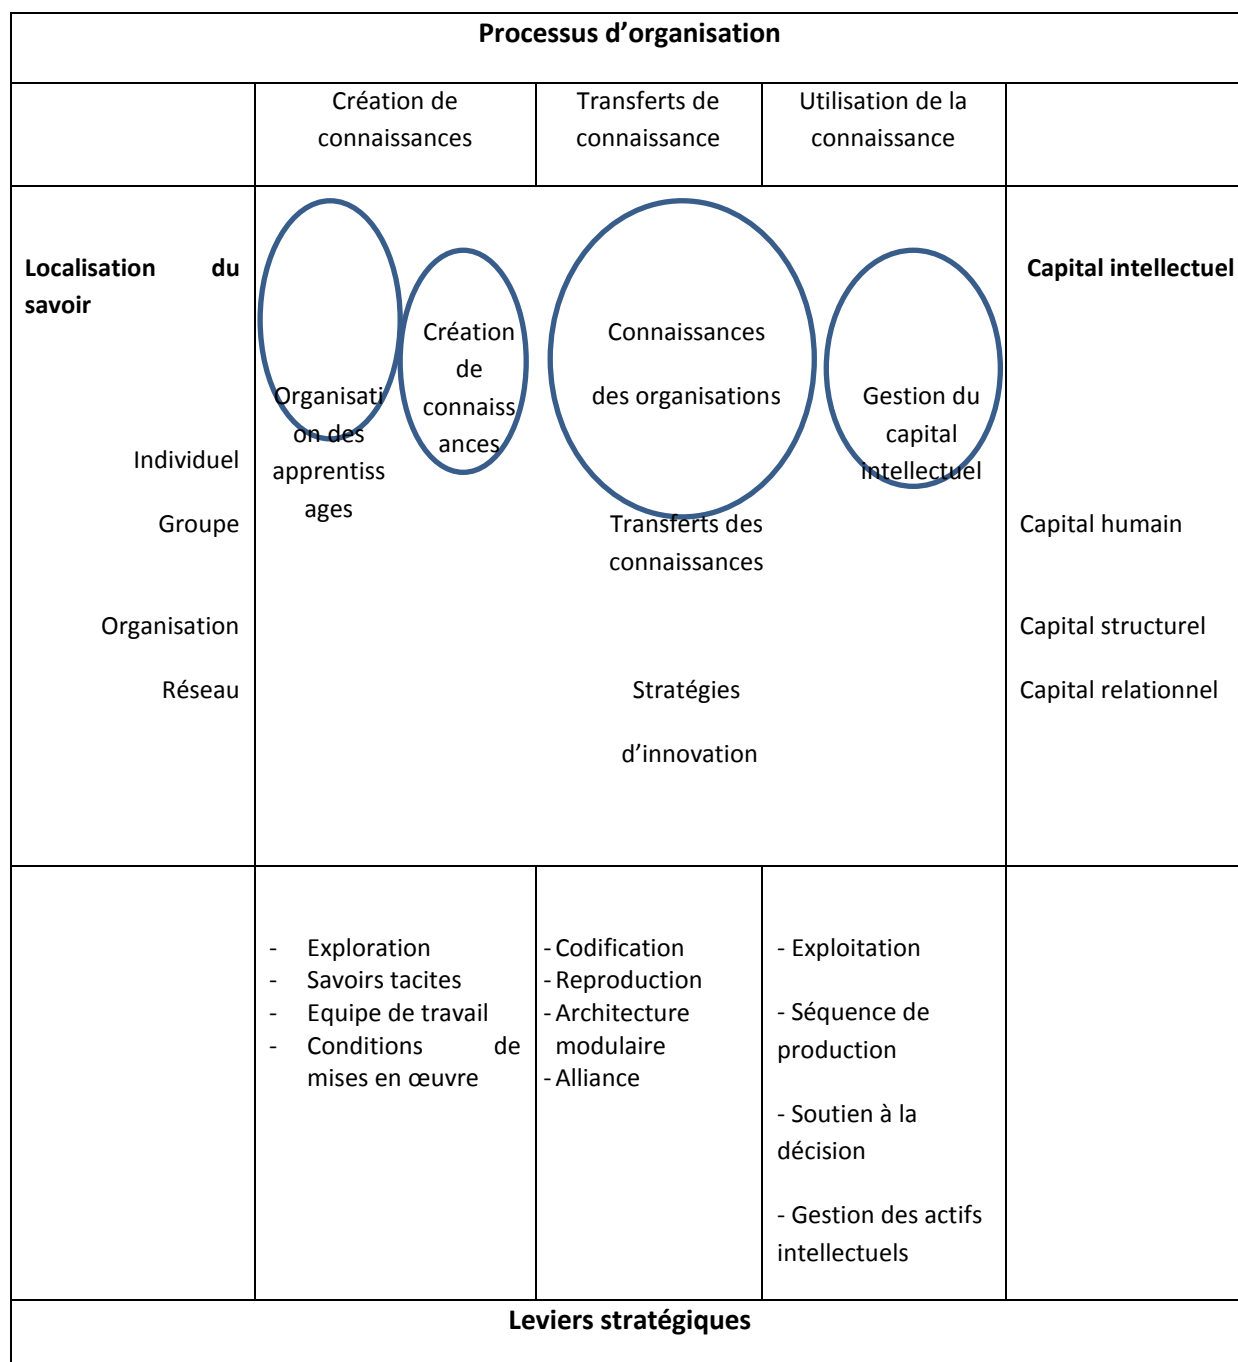 Processus d’organisation
Création de
connaissances
Transferts de
connaissance
Utilisation de la
connaissance
Localisation du
savoir
Individuel
Groupe
Organisation
Réseau
Organisati
on des
apprentiss
ages
Création
de
connaiss
ances
Connaissances
des organisations
Transferts des
connaissances
Stratégies
d’innovation
Gestion du
capital
intellectuel
Capital intellectuel
Capital humain
Capital structurel
Capital relationnel
- Exploration
- Savoirs tacites
- Equipe de travail
- Conditions de
mises en œuvre
- Codification
- Reproduction
- Architecture
modulaire
- Alliance
- Exploitation
- Séquence de
production
- Soutien à la
décision
- Gestion des actifs
intellectuels
Leviers stratégiques